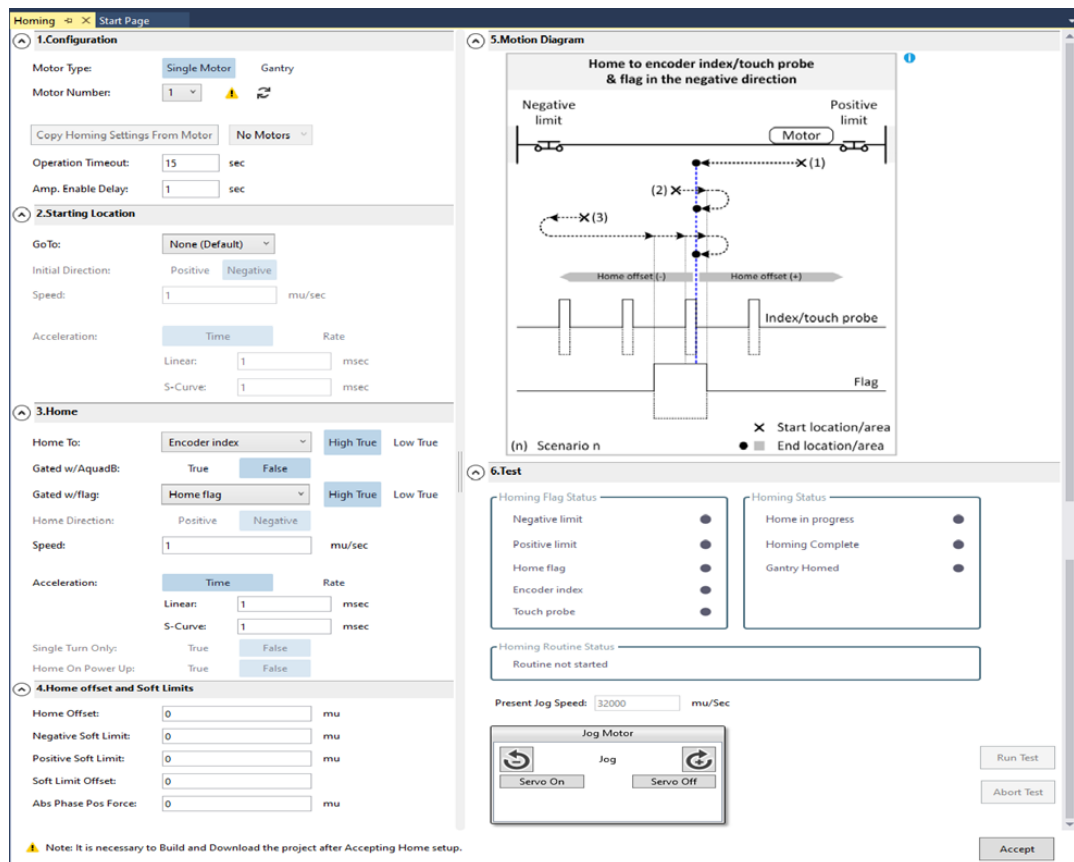 Homing
Start Page
1.Configuration
Motor Type: Single Motor Gantry
Motor Number: 1
Copy Homing Settings From Motor No Motors
Operation Timeout: 15 sec
Amp. Enable Delay: 1 sec
2.Starting Location
GoTo: None (Default)
Initial Direction: Positive Negative
Speed: 1 mu/sec
Acceleration: Time Rate
Linear: 1 msec
S-Curve: 1 msec
3.Home
Home To: Encoder index High True Low True
Gated w/AquadB: True False
Gated w/flag: Home flag High True Low True
Home Direction: Positive Negative
Speed: 1 mu/sec
Acceleration: Time Rate
Linear: 1 msec
S-Curve: 1 msec
Single Turn Only: True False
Home On Power Up: True False
4.Home offset and Soft Limits
Home Offset: 0 mu
Negative Soft Limit: 0 mu
Positive Soft Limit: 0 mu
Soft Limit Offset: 0
Abs Phase Pos Force: 0 mu
5.Motion Diagram
Home to encoder index/touch probe
& flag in the negative direction
Negative
limit
Positive
limit
Motor
(1)
(2)
(3)
Home offset (-) Home offset (+)
Index/touch probe
Flag
Start location/area
(n) Scenario n End location/area
6.Test
Homing Flag Status
Negative limit
Positive limit
Home flag
Encoder index
Touch probe
Homing Status
Home in progress
Homing Complete
Gantry Homed
Homing Routine Status
Routine not started
Present Jog Speed: 32000 mu/Sec
Jog Motor
Jog
Servo On Servo Off
Run Test
Abort Test
Note: It is necessary to Build and Download the project after Accepting Home setup.
Accept